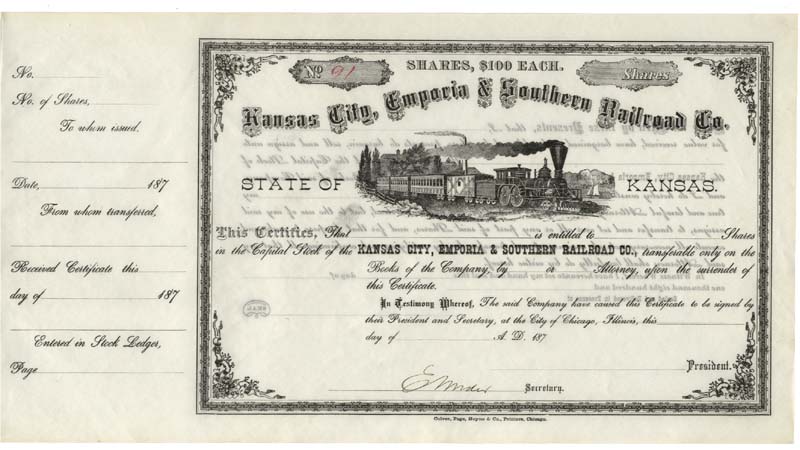 No.
No. of Shares,
To whom issued.
Date, 187
From whom transferred,
Received Certificate this
day of 187
Entered in Stock Ledger,
Page
SHARES, $100 EACH.
No 91
Shares
Kansas City, Emporia & Southern Railroad Co.
STATE OF KANSAS.
This Certifies, That is entitled to Shares
in the Capital Stock of the KANSAS CITY, EMPORIA & SOUTHERN RAILROAD CO., transferable only on the
Books of the Company by or Attorney, upon the surrender of
this Certificate.
In Testimony Whereof, The said Company have caused this Certificate to be signed by
their President and Secretary, at the City of Chicago, Illinois, this
day of A. D. 187
SEAL
President.
Secretary.
Culver, Page, Hoyne & Co., Printers, Chicago.